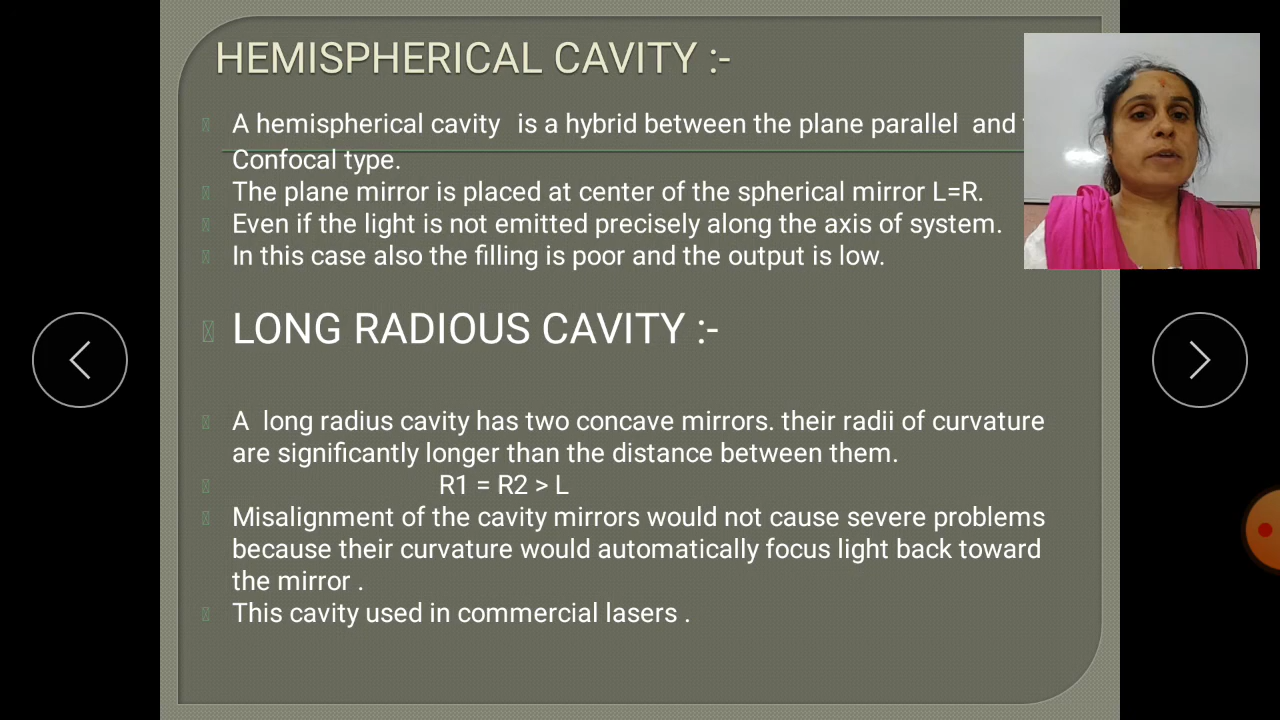 HEMISPHERICAL CAVITY :-
A hemispherical cavity is a hybrid between the plane parallel and
Confocal type.
The plane mirror is placed at center of the spherical mirror L=R.
Even if the light is not emitted precisely along the axis of system.
In this case also the filling is poor and the output is low.
LONG RADIOUS CAVITY :-
A long radius cavity has two concave mirrors. their radii of curvature
are significantly longer than the distance between them.
R1 = R2 > L
Misalignment of the cavity mirrors would not cause severe problems
because their curvature would automatically focus light back toward
the mirror .
This cavity used in commercial lasers .